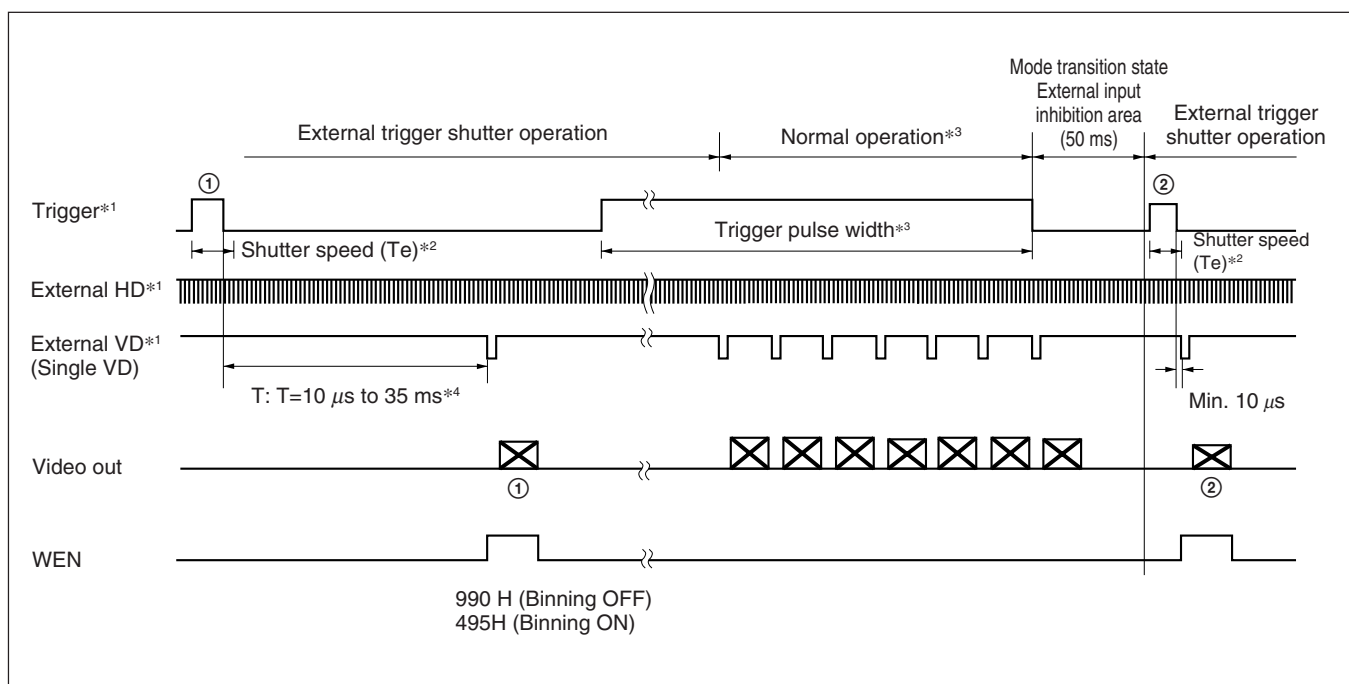 Mode transition state
External input
inhibition area
(50 ms)
External trigger shutter operation
Normal operation*3
External trigger
shutter operation
①
②
Trigger*1
Shutter speed (Te)*2
Trigger pulse width*3
Shutter speed
(Te)*2
External HD*1
External VD*1
(Single VD)
T: T=10 μs to 35 ms*4
Min. 10 μs
Video out
①
②
WEN
990 H (Binning OFF)
495H (Binning ON)